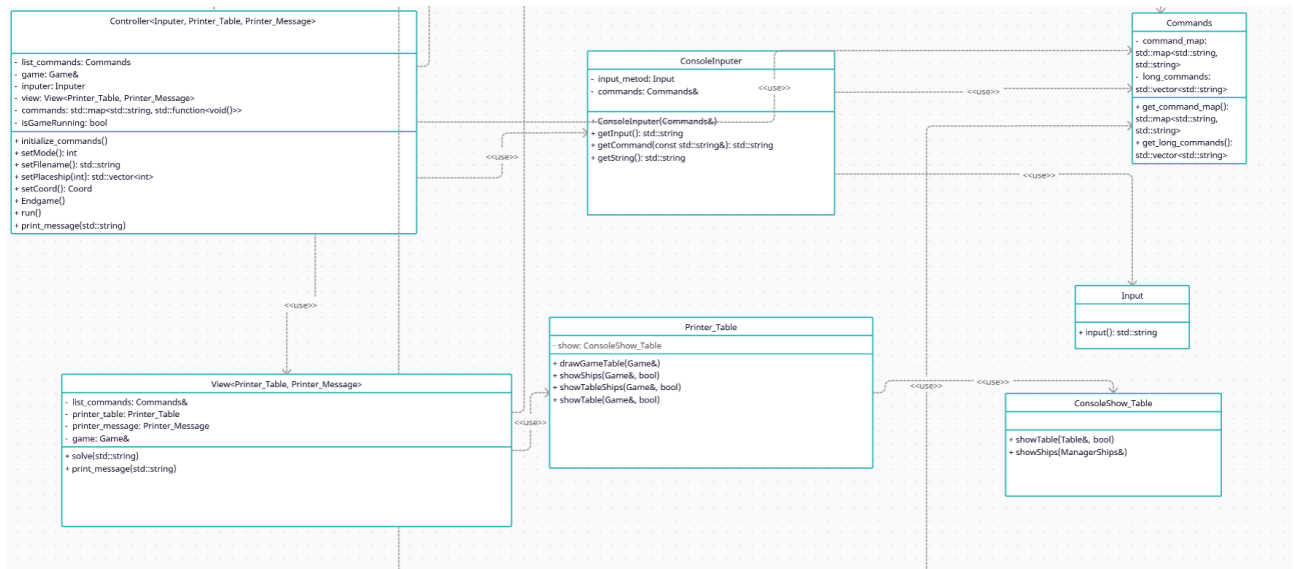 Controller<Inputer, Printer_Table, Printer_Message>
- list_commands: Commands
- game: Game&
- inputer: Inputer
- view: View<Printer_Table, Printer_Message>
- commands: std::map<std::string, std::function<void()>>
- isGameRunning: bool
+ initialize_commands()
+ setMode(): int
+ setFilename(): std::string
+ setPlaceship(int): std::vector<int>
+ setCoord(): Coord
+ Endgame()
+ run()
+ print_message(std::string)
<<use>>
ConsoleInputer
- input_metod: Input
- commands: Commands&
<<use>>
+ ConsoleInputer(Commands&)
+ getInput(): std::string
+ getCommand(const std::string&): std::string
+ getString(): std::string
<<use>>
Commands
- command_map:
std::map<std::string,
std::string>
- long_commands:
std::vector<std::string>
+ get_command_map():
std::map<std::string,
std::string>
+ get_long_commands():
std::vector<std::string>
<<use>>
<<use>>
Input
+ input(): std::string
View<Printer_Table, Printer_Message>
- list_commands: Commands&
- printer_table: Printer_Table
- printer_message: Printer_Message
- game: Game&
+ solve(std::string)
+ print_message(std::string)
<<use>>
Printer_Table
- show: ConsoleShow_Table
+ drawGameTable(Game&)
+ showShips(Game&, bool)
+ showTableShips(Game&, bool)
+ showTable(Game&, bool)
<<use>>
<<use>>
ConsoleShow_Table
+ showTable(Table&, bool)
+ showShips(ManagerShips&)